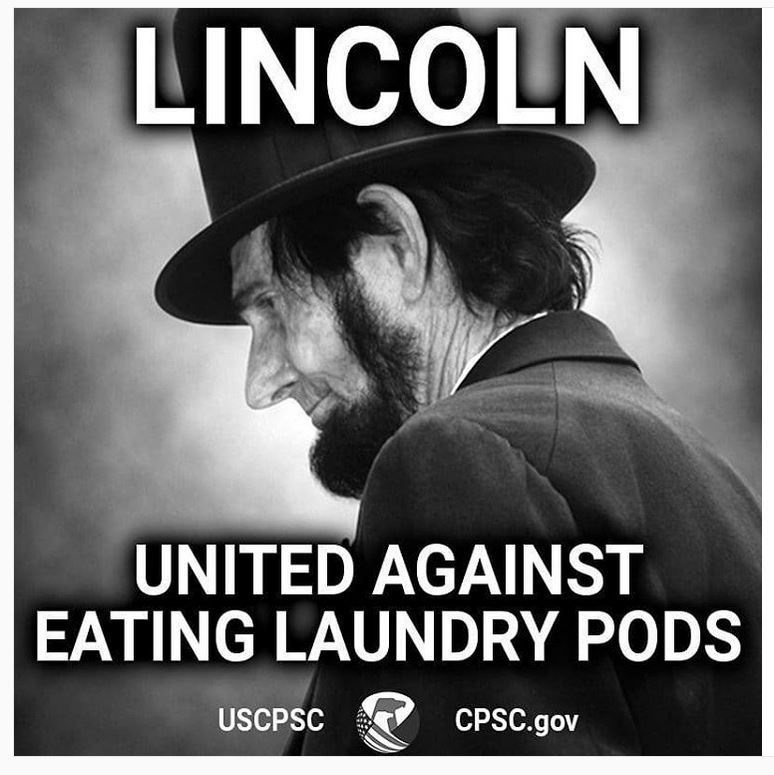 LINCOLN
UNITED AGAINST
EATING LAUNDRY PODS
USCPSC CPSC.gov